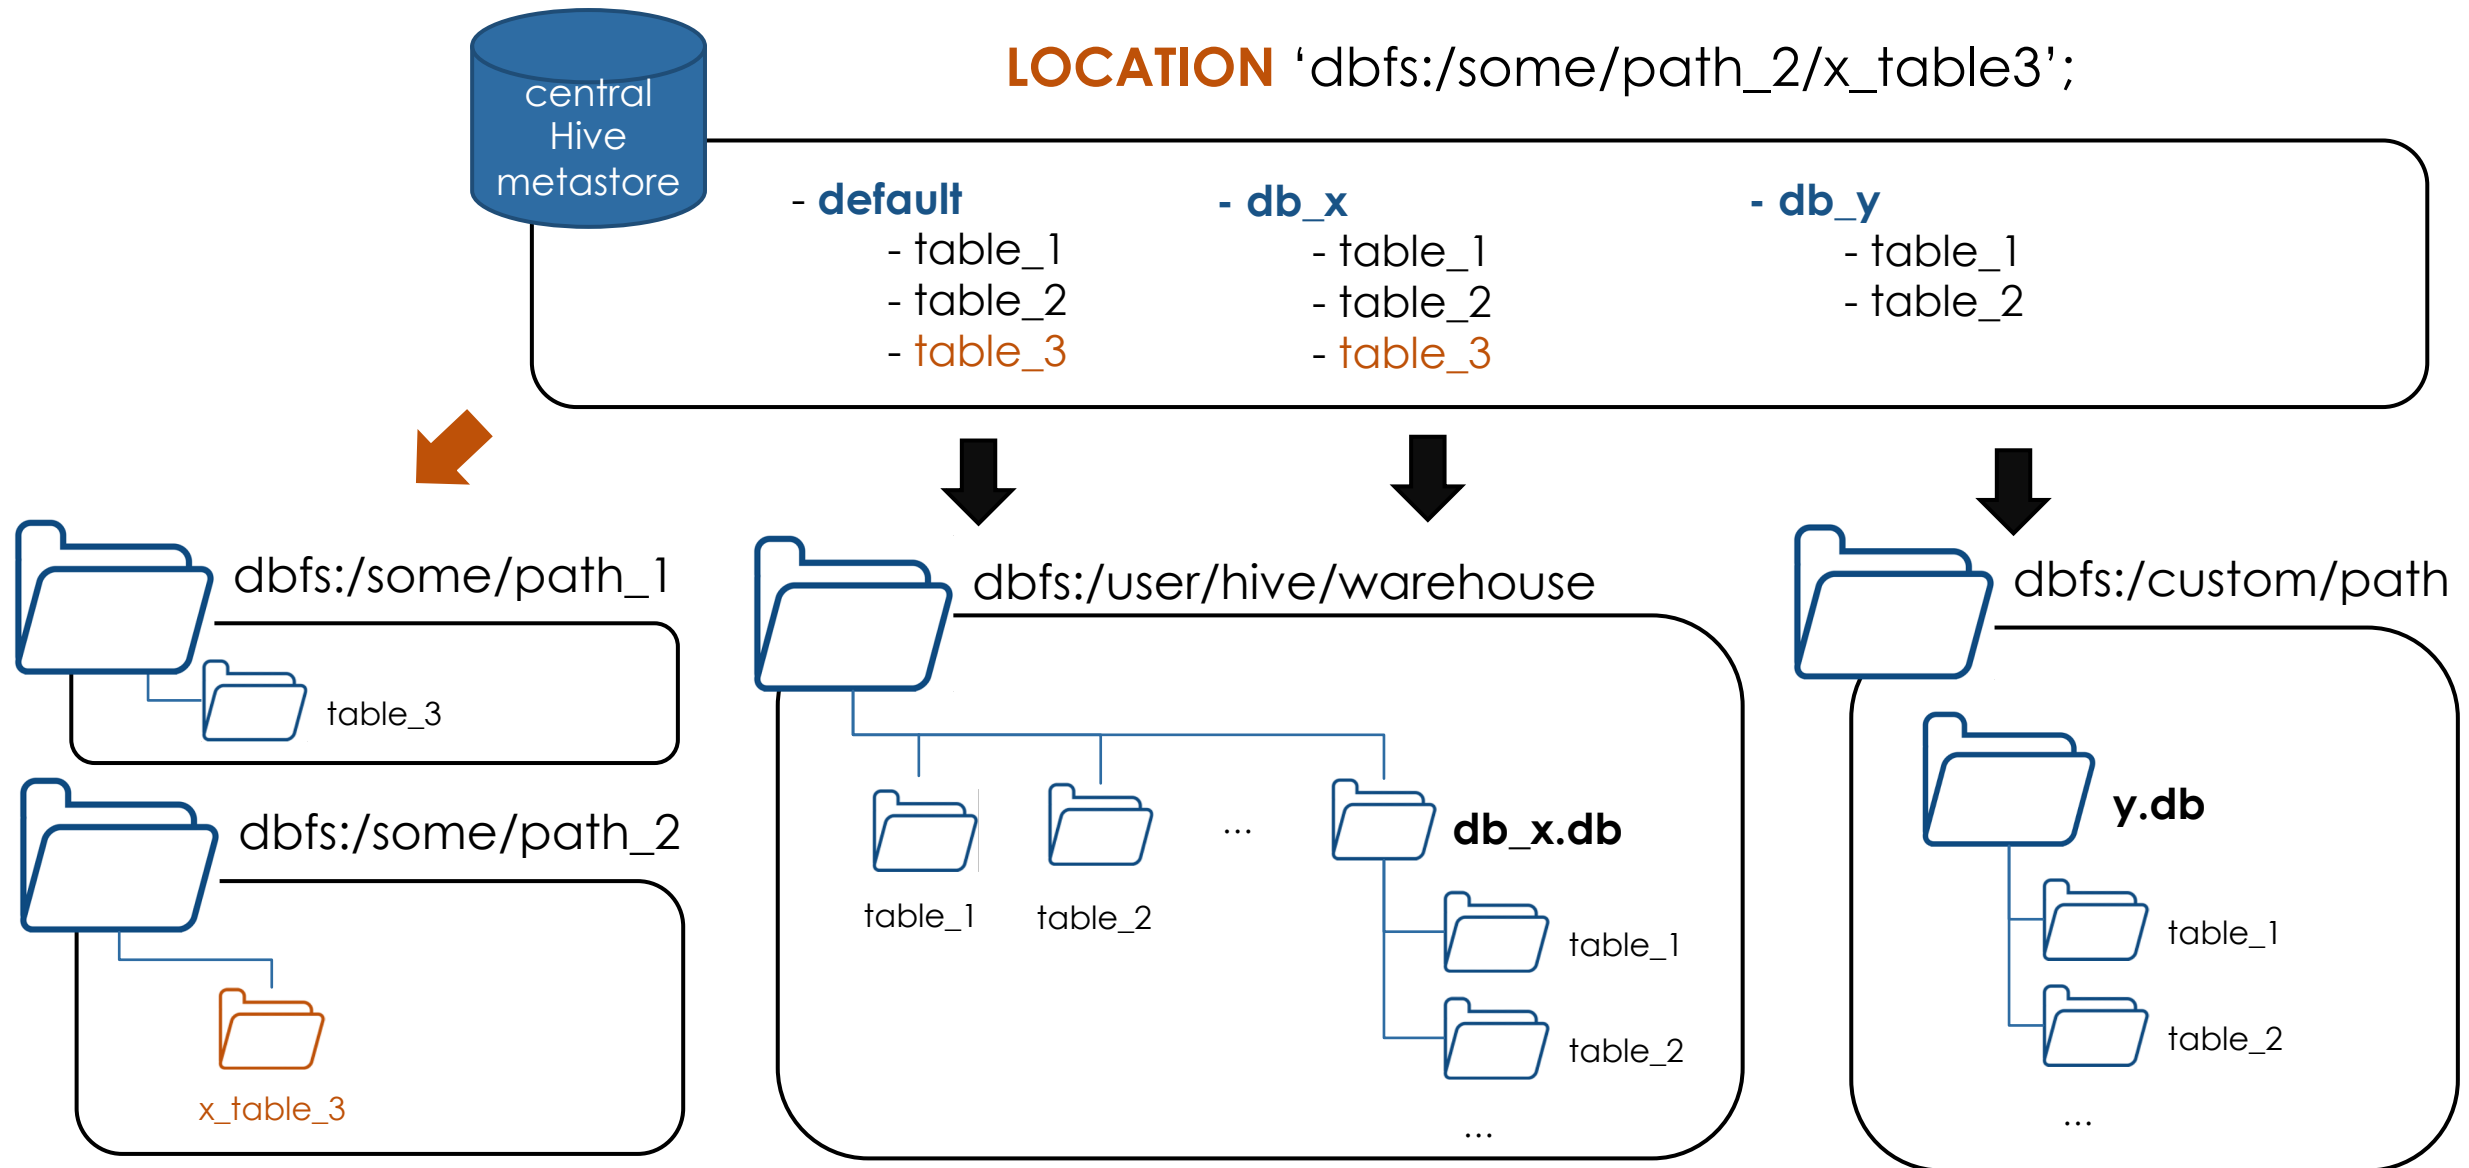 central
Hive
metastore
LOCATION ‘dbfs:/some/path_2/x_table3’;
- default
- table_1
- table_2
- table_3
- db_x
- table_1
- table_2
- table_3
- db_y
- table_1
- table_2
dbfs:/some/path_1
table_3
dbfs:/some/path_2
x_table_3
dbfs:/user/hive/warehouse
table_1
table_2
...
db_x.db
table_1
table_2
...
dbfs:/custom/path
y.db
table_1
table_2
...